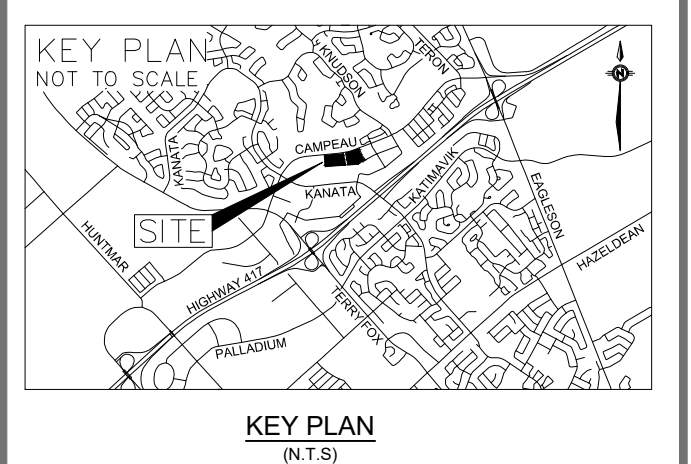 KEY PLAN
NOT TO SCALE
KNUDSON
TERON
N
CAMPEAU
KANATA
KANATA
KATIMAVIK
EAGLESON
SITE
HUNTMAR
HIGHWAY 417
HAZELDEAN
TERRY FOX
PALLADIUM
KEY PLAN
(N.T.S)